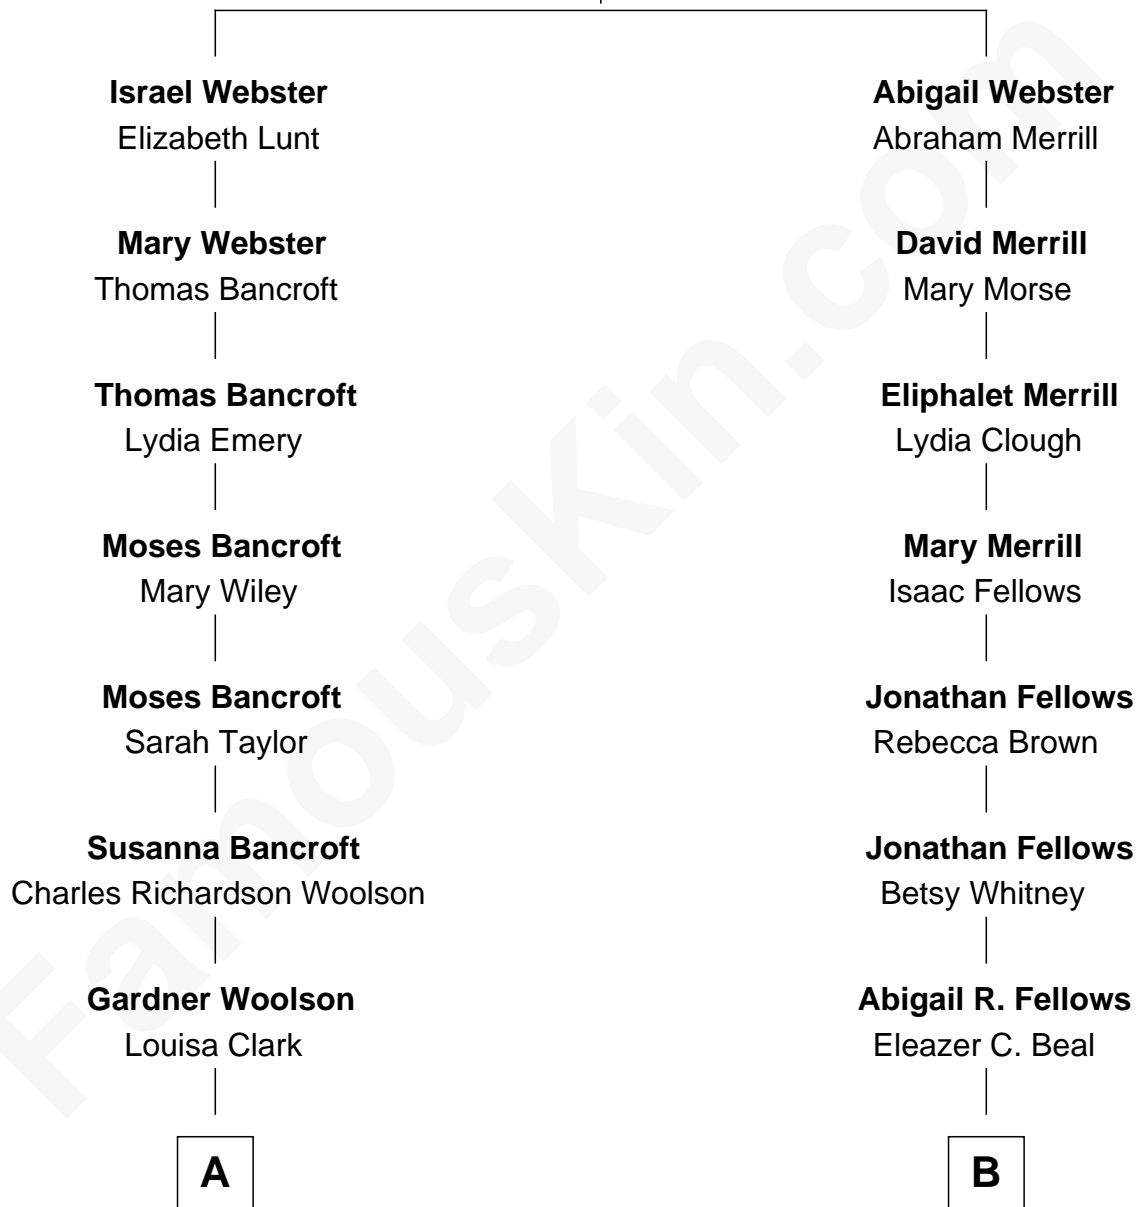 Israel Webster
Elizabeth Lunt
Mary Webster
Thomas Bancroft
Thomas Bancroft
Lydia Emery
Moses Bancroft
Mary Wiley
Moses Bancroft
Sarah Taylor
Susanna Bancroft
Charles Richardson Woolson
Gardner Woolson
Louisa Clark
A
Abigail Webster
Abraham Merrill
David Merrill
Mary Morse
Eliphalet Merrill
Lydia Clough
Mary Merrill
Isaac Fellows
Jonathan Fellows
Rebecca Brown
Jonathan Fellows
Betsy Whitney
Abigail R. Fellows
Eleazer C. Beal
B
FamousKin.com